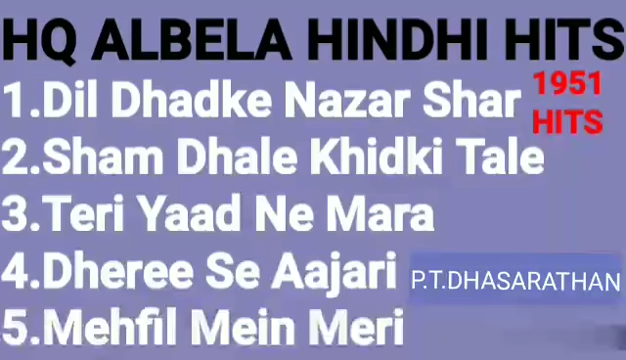 HQ ALBELA HINDHI HITS
1.Dil Dhadke Nazar Shar
1951
HITS
2.Sham Dhale Khidki Tale
3.Teri Yaad Ne Mara
4.Dheree Se Aajari
P.T.DHASARATHAN
5.Mehfil Mein Meri